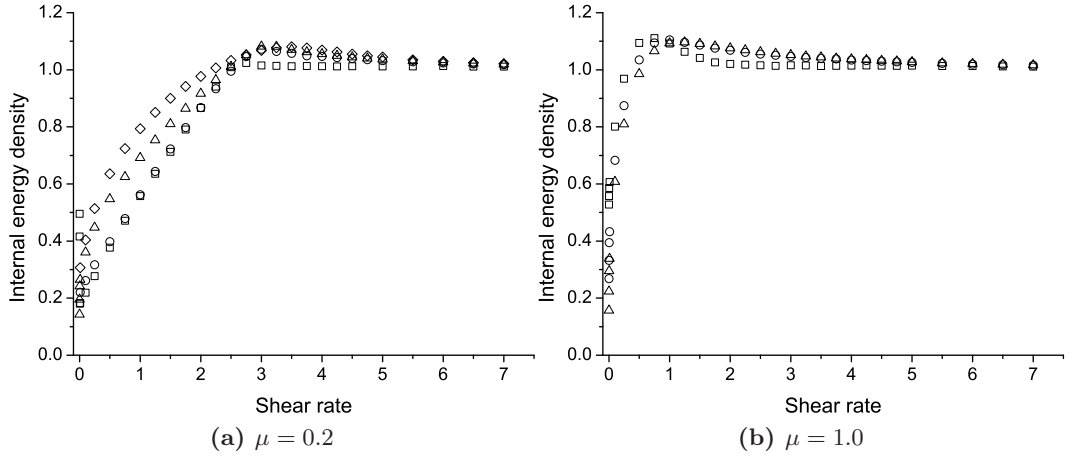 1.2
1.0
0.8
0.6
0.4
0.2
0.0
Internal energy density
0 1 2 3 4 5 6 7
Shear rate
(a) μ = 0.2
1.2
1.0
0.8
0.6
0.4
0.2
0.0
Internal energy density
0 1 2 3 4 5 6 7
Shear rate
(b) μ = 1.0